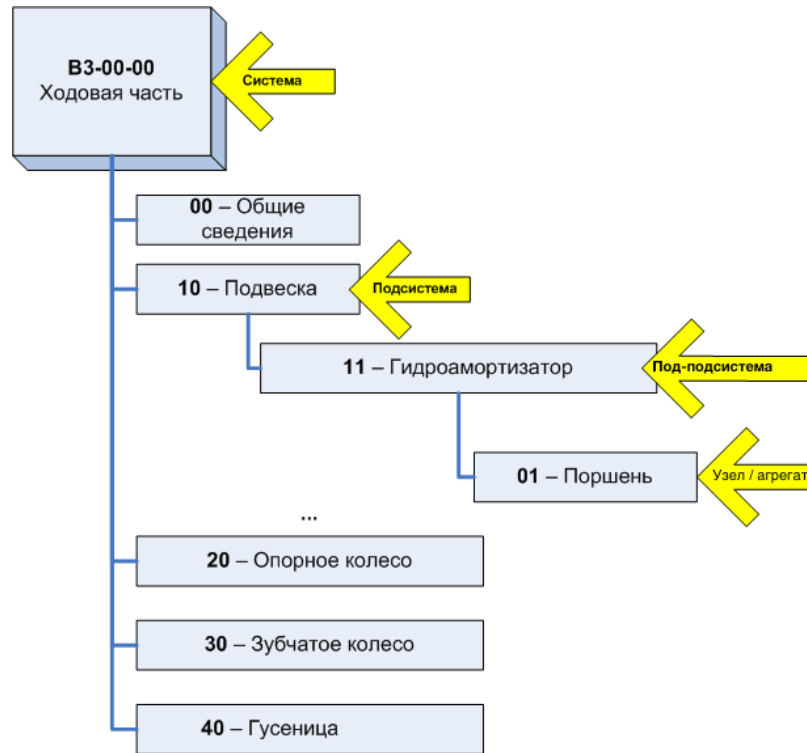 В3-00-00
Ходовая часть
Система
00 – Общие
сведения
10 – Подвеска
Подсистема
11 – Гидроамортизатор
Под-подсистема
01 – Поршень
Узел / агрегат
...
20 – Опорное колесо
30 – Зубчатое колесо
40 – Гусеница